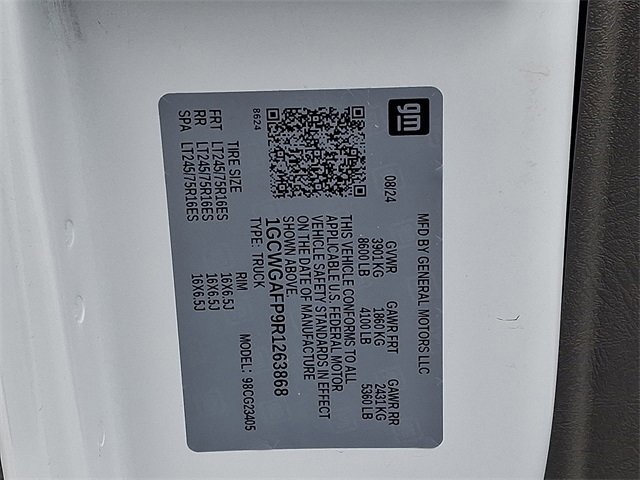 gm
MFD BY GENERAL MOTORS LLC
08/24 GVWR GAWR FRT GAWR RR
3901 KG 1860 KG 2431 KG
8600 LB 4100 LB 5360 LB
THIS VEHICLE CONFORMS TO ALL
APPLICABLE U.S. FEDERAL MOTOR
VEHICLE SAFETY STANDARDS IN EFFECT
ON THE DATE OF MANUFACTURE
SHOWN ABOVE.
1GCWGAFP9R1263868
TYPE: TRUCK MODEL: 98CG23405
8624
TIRE SIZE RIM
FRT LT245/75R16ES 16X6.5J
RR LT245/75R16ES 16X6.5J
SPA LT245/75R16ES 16X6.5J